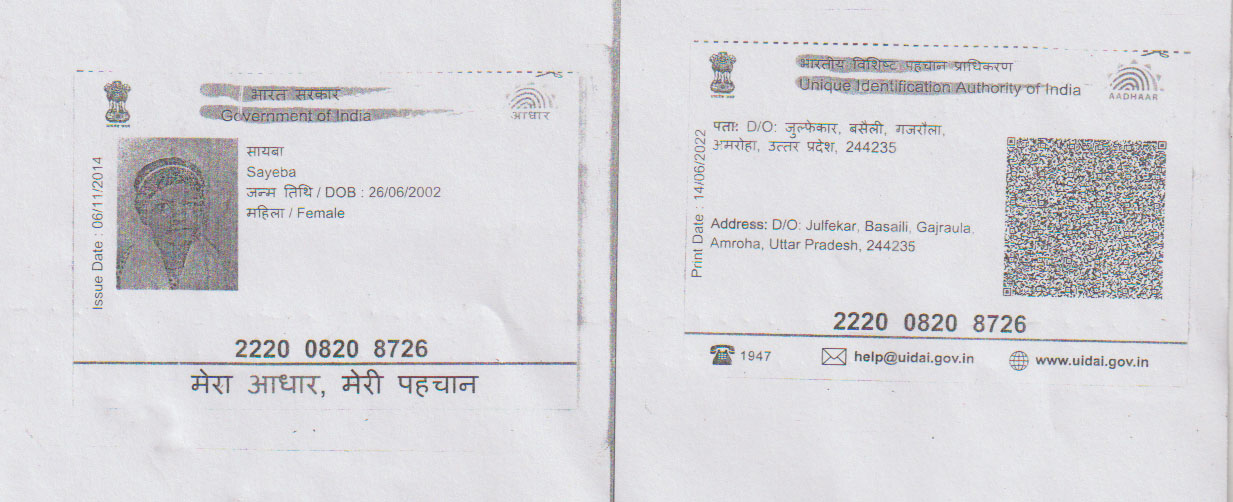 भारत सरकार
Government of India
आधार
Issue Date : 06/11/2014
सायबा
Sayeba
जन्म तिथि / DOB : 26/06/2002
महिला / Female
2220 0820 8726
मेरा आधार, मेरी पहचान
भारतीय विशिष्ट पहचान प्राधिकरण
Unique Identification Authority of India
AADHAAR
Print Date : 14/06/2022
पता: D/O: जुल्फेकार, बसैली, गजरौला,
अमरोहा, उत्तर प्रदेश, 244235
Address: D/O: Julfekar, Basaili, Gajraula,
Amroha, Uttar Pradesh, 244235
2220 0820 8726
1947
help@uidai.gov.in
www.uidai.gov.in